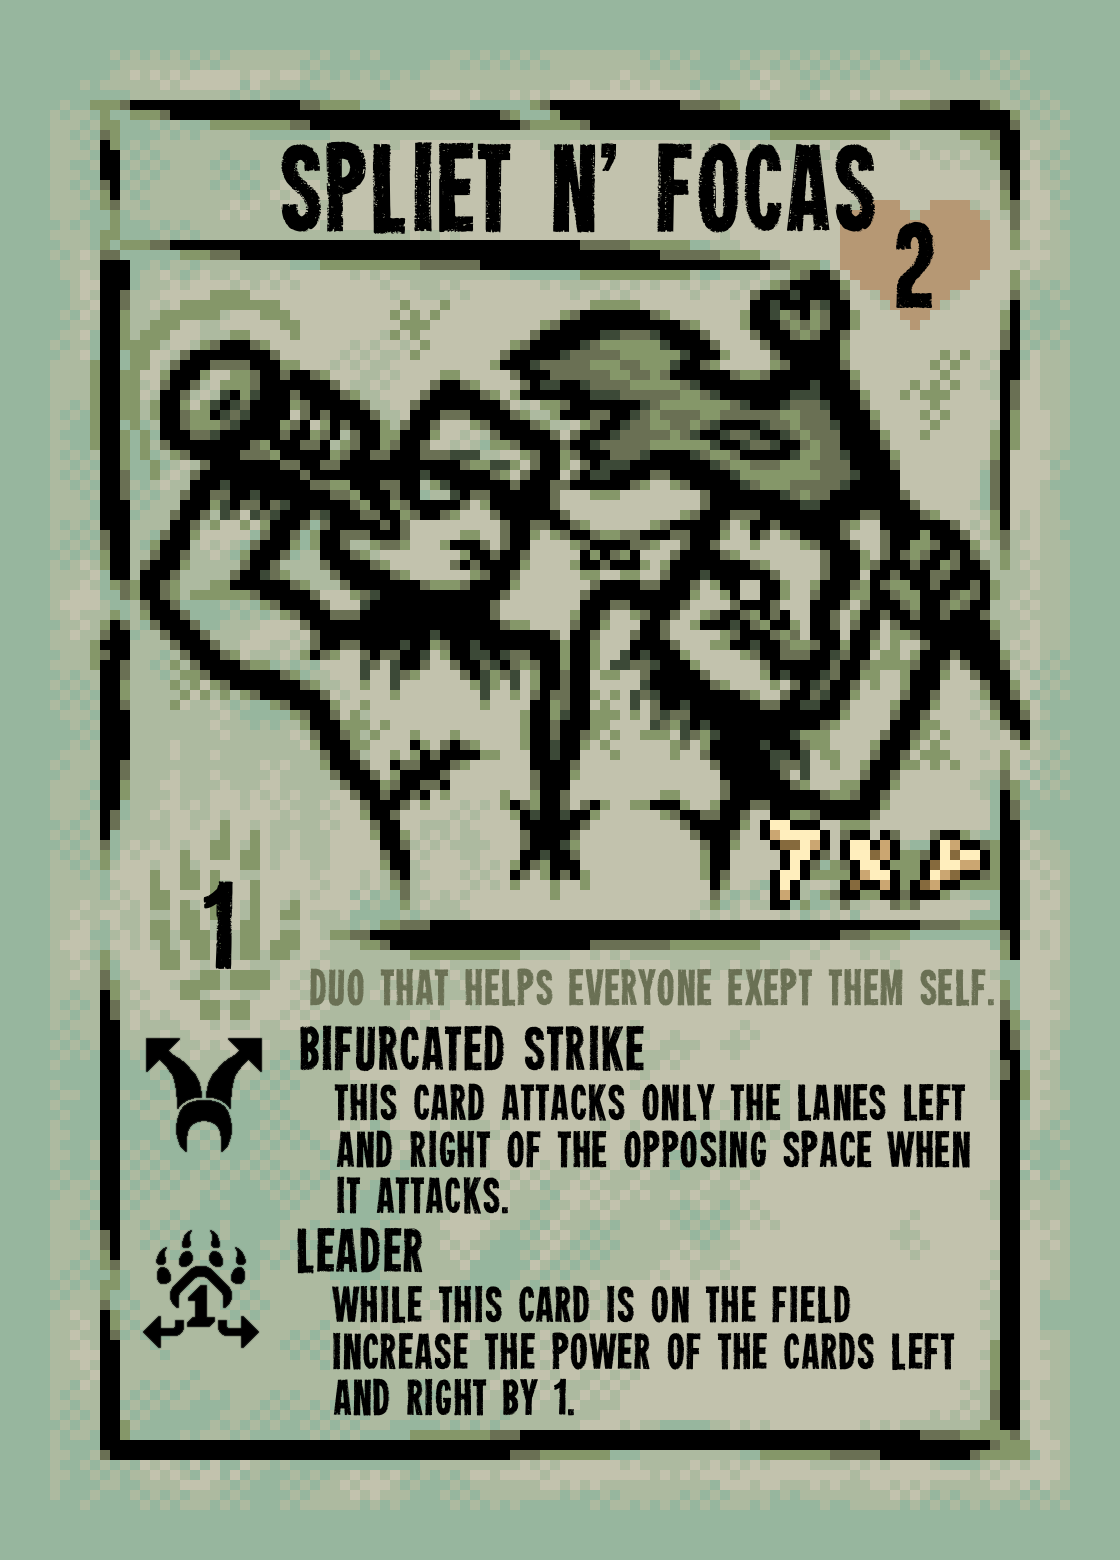 SPLIET N' FOCAS
2
7 X
1
DUO THAT HELPS EVERYONE EXEPT THEM SELF.
BIFURCATED STRIKE
THIS CARD ATTACKS ONLY THE LANES LEFT
AND RIGHT OF THE OPPOSING SPACE WHEN
IT ATTACKS.
LEADER
1
WHILE THIS CARD IS ON THE FIELD
INCREASE THE POWER OF THE CARDS LEFT
AND RIGHT BY 1.